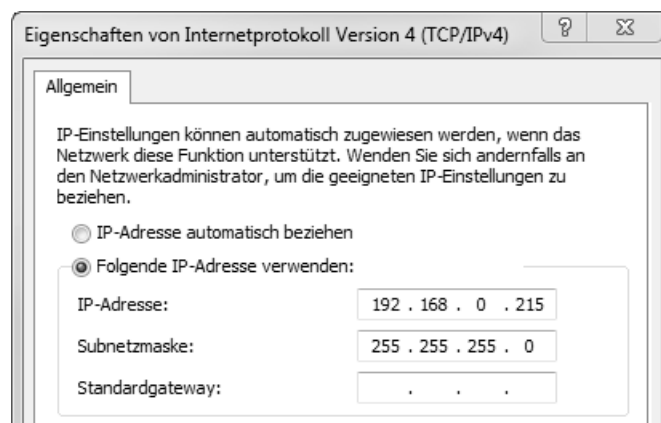 Eigenschaften von Internetprotokoll Version 4 (TCP/IPv4)
Allgemein
IP-Einstellungen können automatisch zugewiesen werden, wenn das
Netzwerk diese Funktion unterstützt. Wenden Sie sich andernfalls an
den Netzwerkadministrator, um die geeigneten IP-Einstellungen zu
beziehen.
IP-Adresse automatisch beziehen
Folgende IP-Adresse verwenden:
IP-Adresse: 192 . 168 . 0 . 215
Subnetzmaske: 255 . 255 . 255 . 0
Standardgateway: . . .